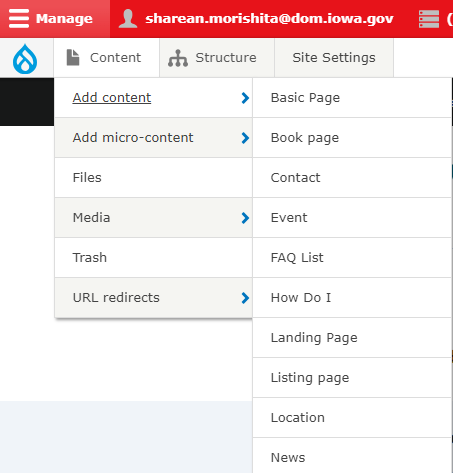 Manage sharean.morishita@dom.iowa.gov (
Content Structure Site Settings
Add content Basic Page
Add micro-content Book page
Files Contact
Media Event
Trash FAQ List
URL redirects How Do I
Landing Page
Listing page
Location
News